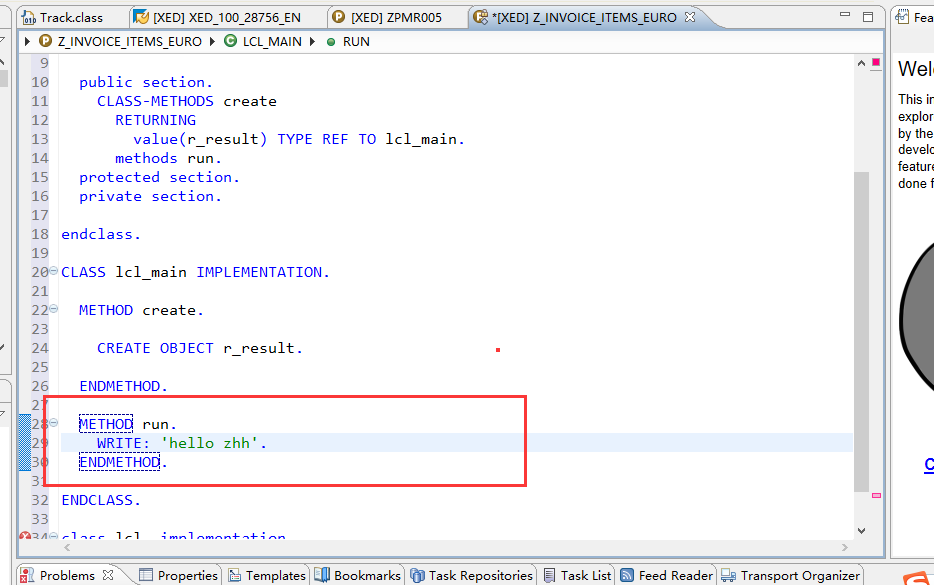 Track.class
[XED] XED_100_28756_EN
[XED] ZPMR005
*[XED] Z_INVOICE_ITEMS_EURO
Fea
Z_INVOICE_ITEMS_EURO
LCL_MAIN
RUN
9
10 public section.
11 CLASS-METHODS create
12 RETURNING
13 value(r_result) TYPE REF TO lcl_main.
14 methods run.
15 protected section.
16 private section.
17
18 endclass.
19
20 CLASS lcl_main IMPLEMENTATION.
21
22 METHOD create.
23
24 CREATE OBJECT r_result.
25
26 ENDMETHOD.
27
28 METHOD run.
29 WRITE: 'hello zhh'.
30 ENDMETHOD.
31
32 ENDCLASS.
33
34 class lcl implementation
Wel
This in
explor
by the
develo
feature
done f
Problems
Properties
Templates
Bookmarks
Task Repositories
Task List
Feed Reader
Transport Organizer